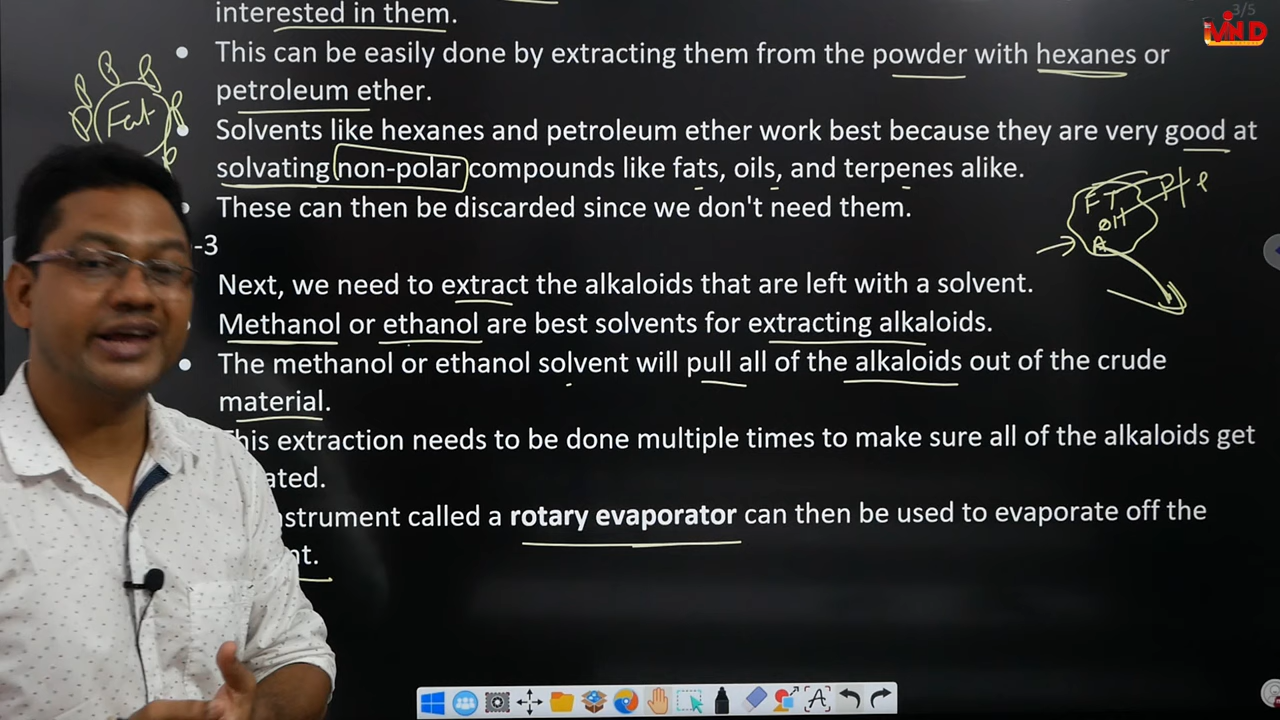 3/5
MIND
interested in them.
• This can be easily done by extracting them from the powder with hexanes or
petroleum ether.
Fat
Solvents like hexanes and petroleum ether work best because they are very good at
solvating non-polar compounds like fats, oils, and terpenes alike.
These can then be discarded since we don't need them.
-3
Next, we need to extract the alkaloids that are left with a solvent.
Methanol or ethanol are best solvents for extracting alkaloids.
• The methanol or ethanol solvent will pull all of the alkaloids out of the crude
material.
This extraction needs to be done multiple times to make sure all of the alkaloids get
ated.
nstrument called a rotary evaporator can then be used to evaporate off the
nt.
F T
oil
A
A